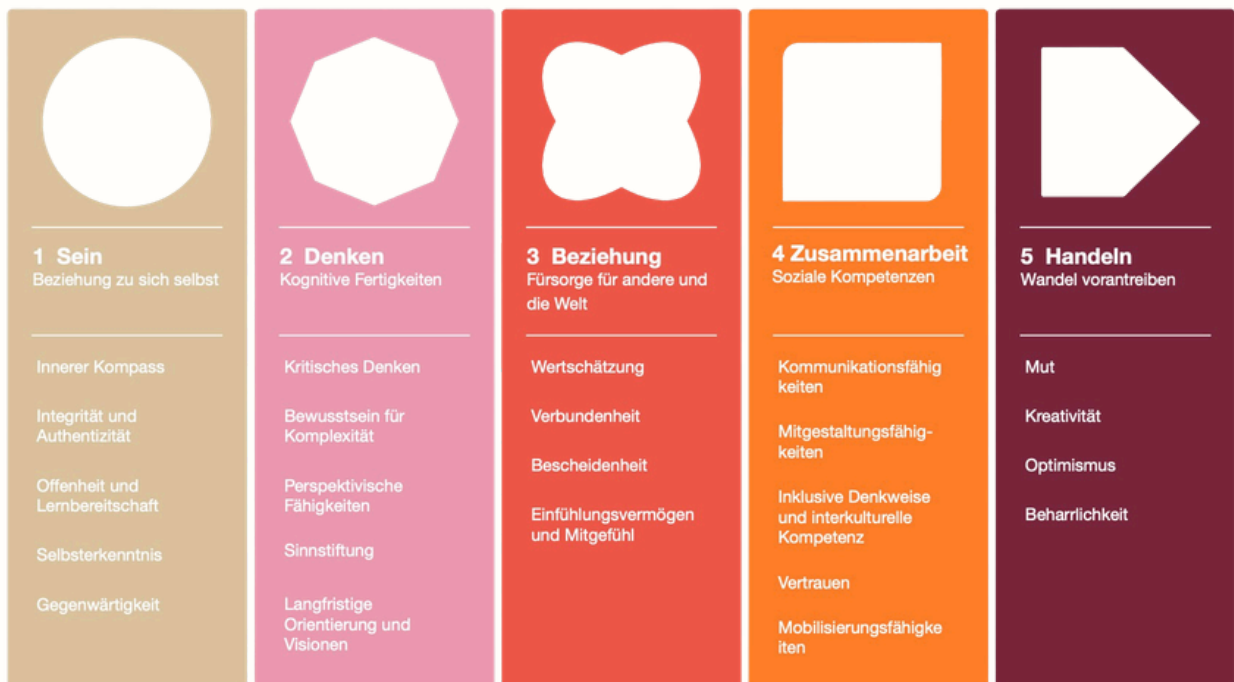 1 Sein
Beziehung zu sich selbst
Innerer Kompass
Integrität und
Authentizität
Offenheit und
Lernbereitschaft
Selbsterkenntnis
Gegenwärtigkeit
2 Denken
Kognitive Fertigkeiten
Kritisches Denken
Bewusstsein für
Komplexität
Perspektivische
Fähigkeiten
Sinnstiftung
Langfristige
Orientierung und
Visionen
3 Beziehung
Fürsorge für andere und
die Welt
Wertschätzung
Verbundenheit
Bescheidenheit
Einfühlungsvermögen
und Mitgefühl
4 Zusammenarbeit
Soziale Kompetenzen
Kommunikationsfähig
keiten
Mitgestaltungsfähig-
keiten
Inklusive Denkweise
und interkulturelle
Kompetenz
Vertrauen
Mobilisierungsfähigke
iten
5 Handeln
Wandel vorantreiben
Mut
Kreativität
Optimismus
Beharrlichkeit